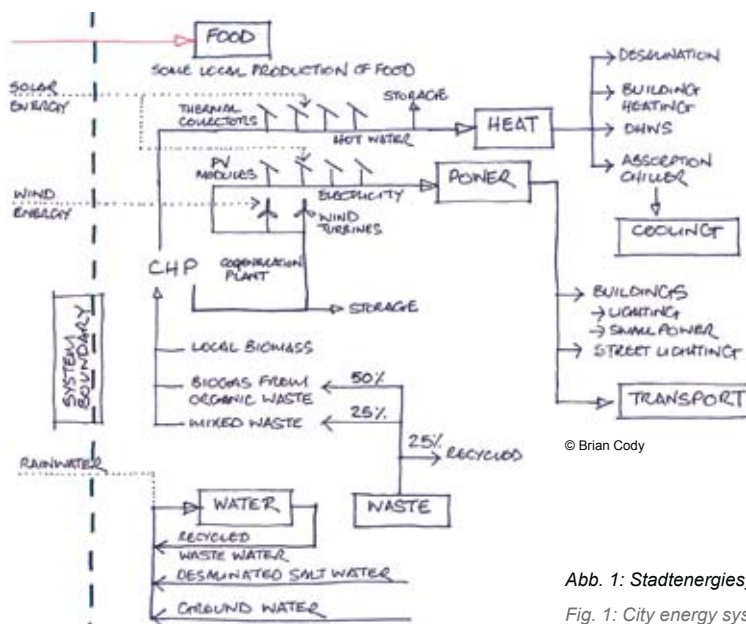 FOOD
SOME LOCAL PRODUCTION OF FOOD
SOLAR
ENERGY
THERMAL
COLLECTORS
STORAGE
HOT WATER
HEAT
DESALINATION
BUILDING
HEATING
DHWS
ABSORPTION
CHILLER
COOLING
PV
MODULES
ELECTRICITY
POWER
WIND
ENERGY
WIND
TURBINES
CHP
COGENERATION
PLANT
STORAGE
BUILDINGS
→ LIGHTING
→ SMALL POWER
STREET LIGHTING
TRANSPORT
SYSTEM
BOUNDARY
LOCAL BIOMASS
BIOGAS FROM
ORGANIC WASTE
50%
MIXED WASTE
25%
25%
RECYCLED
WASTE
© Brian Cody
RAINWATER
WATER
RECYCLED
WASTE WATER
DESALINATED SALT WATER
GROUND WATER
Abb. 1: Stadtenergies
Fig. 1: City energy sys